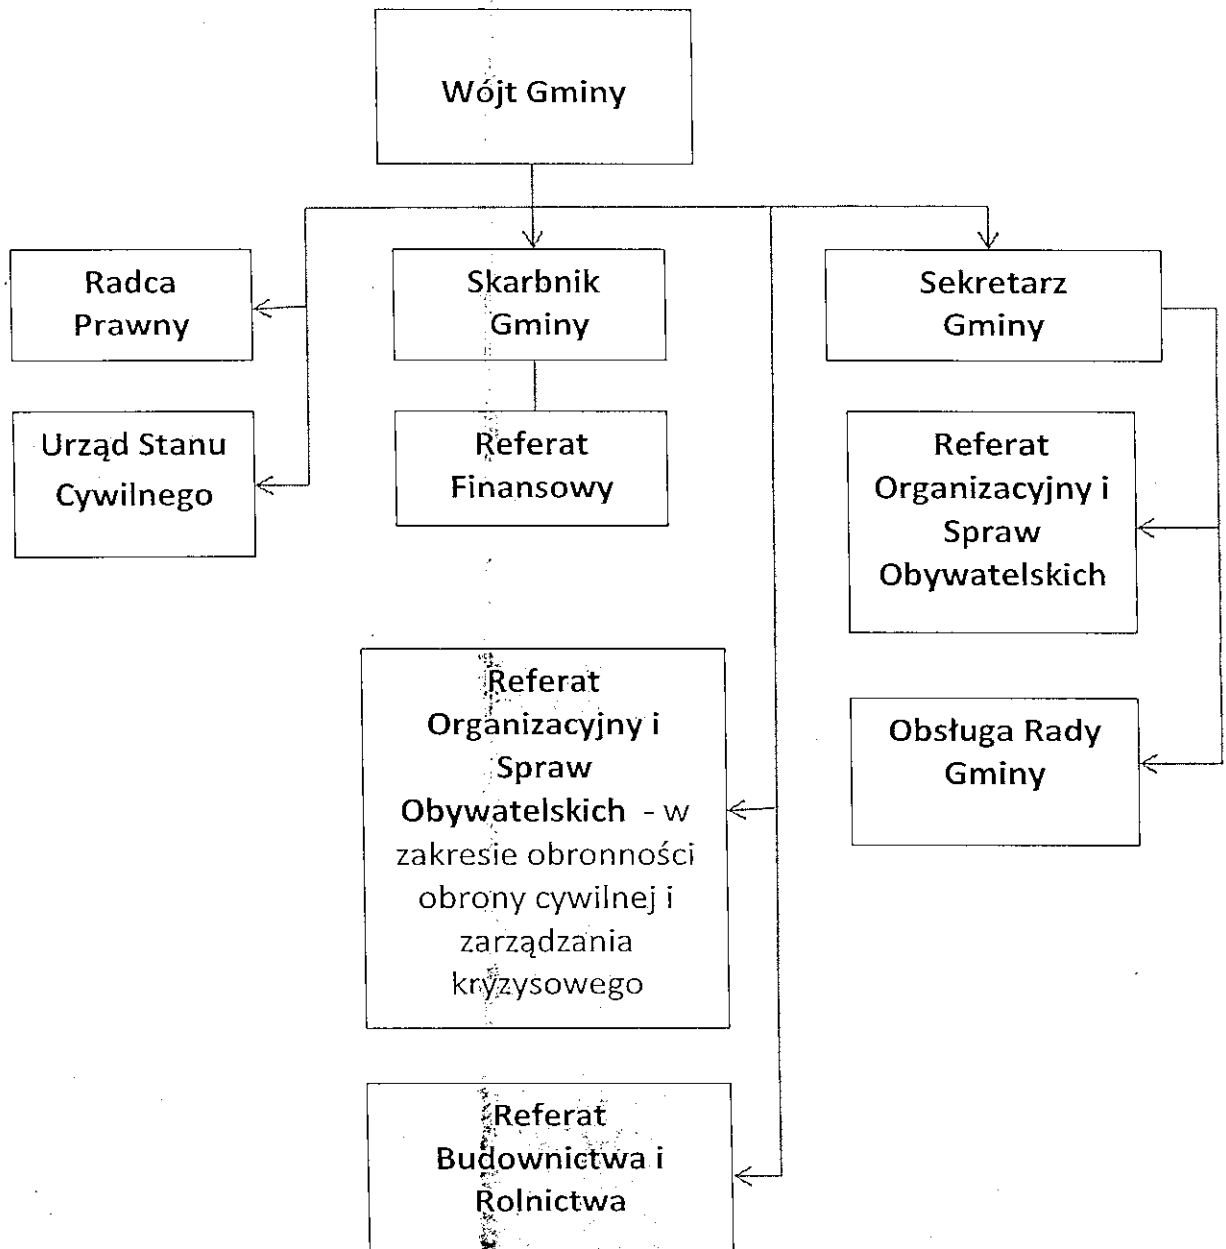 Wójt Gminy
Radca
Prawny
Skarbnik
Gminy
Sekretarz
Gminy
Urząd Stanu
Cywilnego
Referat
Finansowy
Referat
Organizacyjny i
Spraw
Obywatelskich
Referat
Organizacyjny i
Spraw
Obywatelskich - w
zakresie obronności
obrony cywilnej i
zarządzania
kryzysowego
Obsługa Rady
Gminy
Referat
Budownictwa i
Rolnictwa